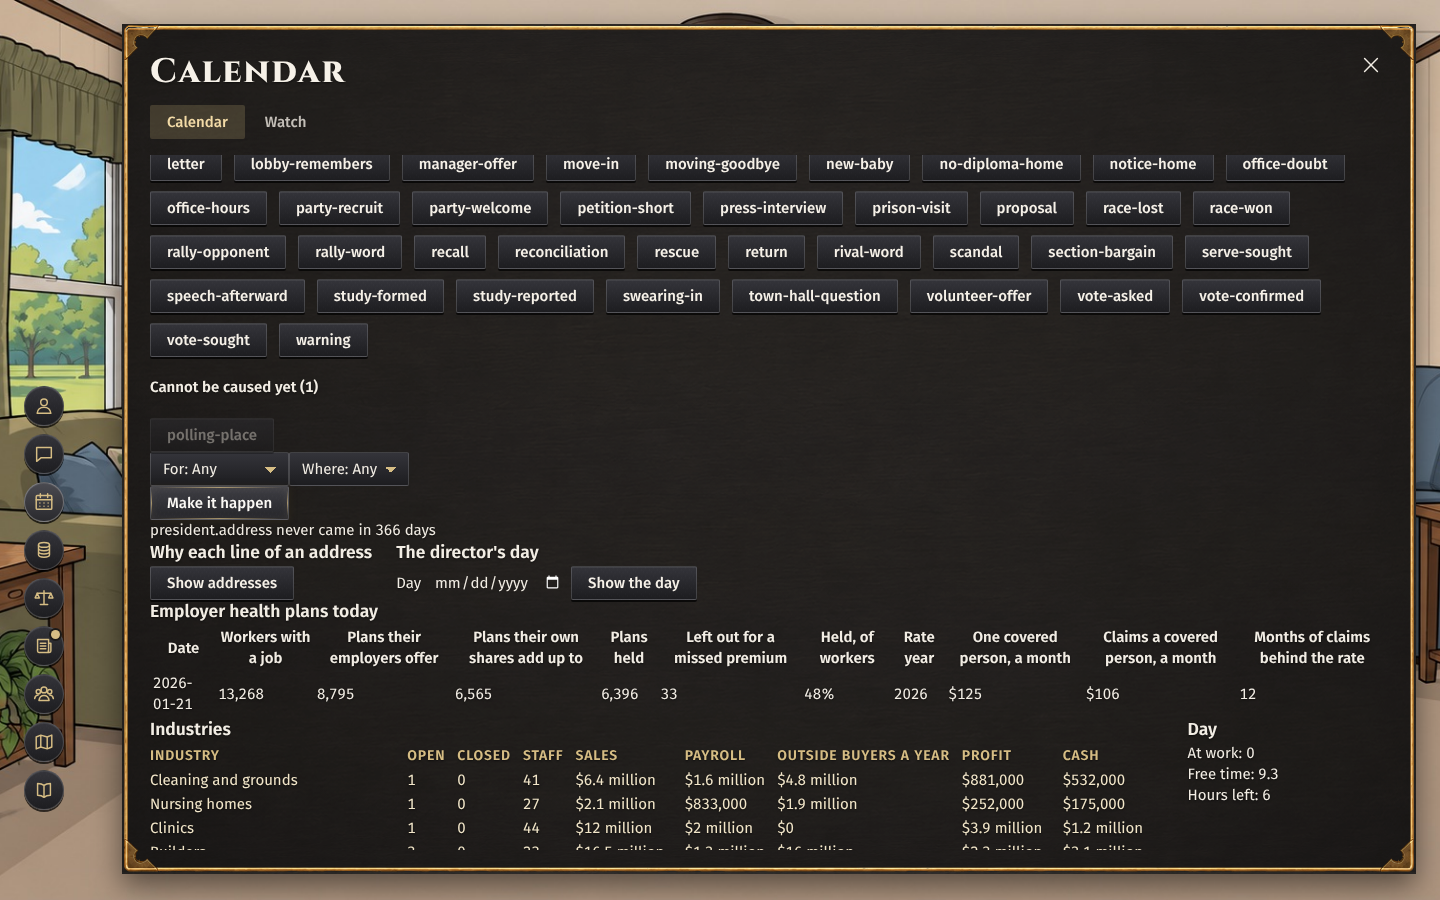 Calendar
Calendar Watch
letter lobby-remembers manager-offer move-in moving-goodbye new-baby no-diploma-home notice-home office-doubt
office-hours party-recruit party-welcome petition-short press-interview prison-visit proposal race-lost race-won
rally-opponent rally-word recall reconciliation rescue return rival-word scandal section-bargain serve-sought
speech-afterward study-formed study-reported swearing-in town-hall-question volunteer-offer vote-asked vote-confirmed
vote-sought warning
Cannot be caused yet (1)
polling-place
For: Any Where: Any
Make it happen
president.address never came in 366 days
Why each line of an address The director's day
Show addresses Day mm/dd/yyyy Show the day
Employer health plans today
Date Workers with a job Plans their employers offer Plans their own shares add up to Plans held Left out for a missed premium Held, of workers Rate year One covered person, a month Claims a covered person, a month Months of claims behind the rate
2026-01-21 13,268 8,795 6,565 6,396 33 48% 2026 $125 $106 12
Industries
INDUSTRY OPEN CLOSED STAFF SALES PAYROLL OUTSIDE BUYERS A YEAR PROFIT CASH
Cleaning and grounds 1 0 41 $6.4 million $1.6 million $4.8 million $881,000 $532,000
Nursing homes 1 0 27 $2.1 million $833,000 $1.9 million $252,000 $175,000
Clinics 1 0 44 $12 million $2 million $0 $3.9 million $1.2 million
Day
At work: 0
Free time: 9.3
Hours left: 6